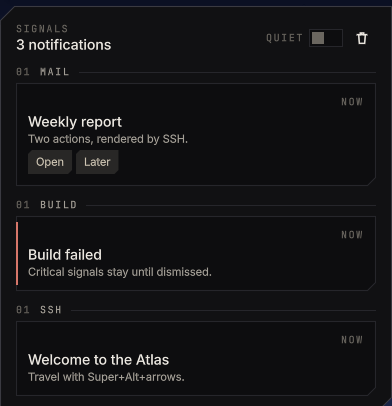 SIGNALS
3 notifications
QUIET
01 MAIL
NOW
Weekly report
Two actions, rendered by SSH.
Open Later
01 BUILD
NOW
Build failed
Critical signals stay until dismissed.
01 SSH
NOW
Welcome to the Atlas
Travel with Super+Alt+arrows.